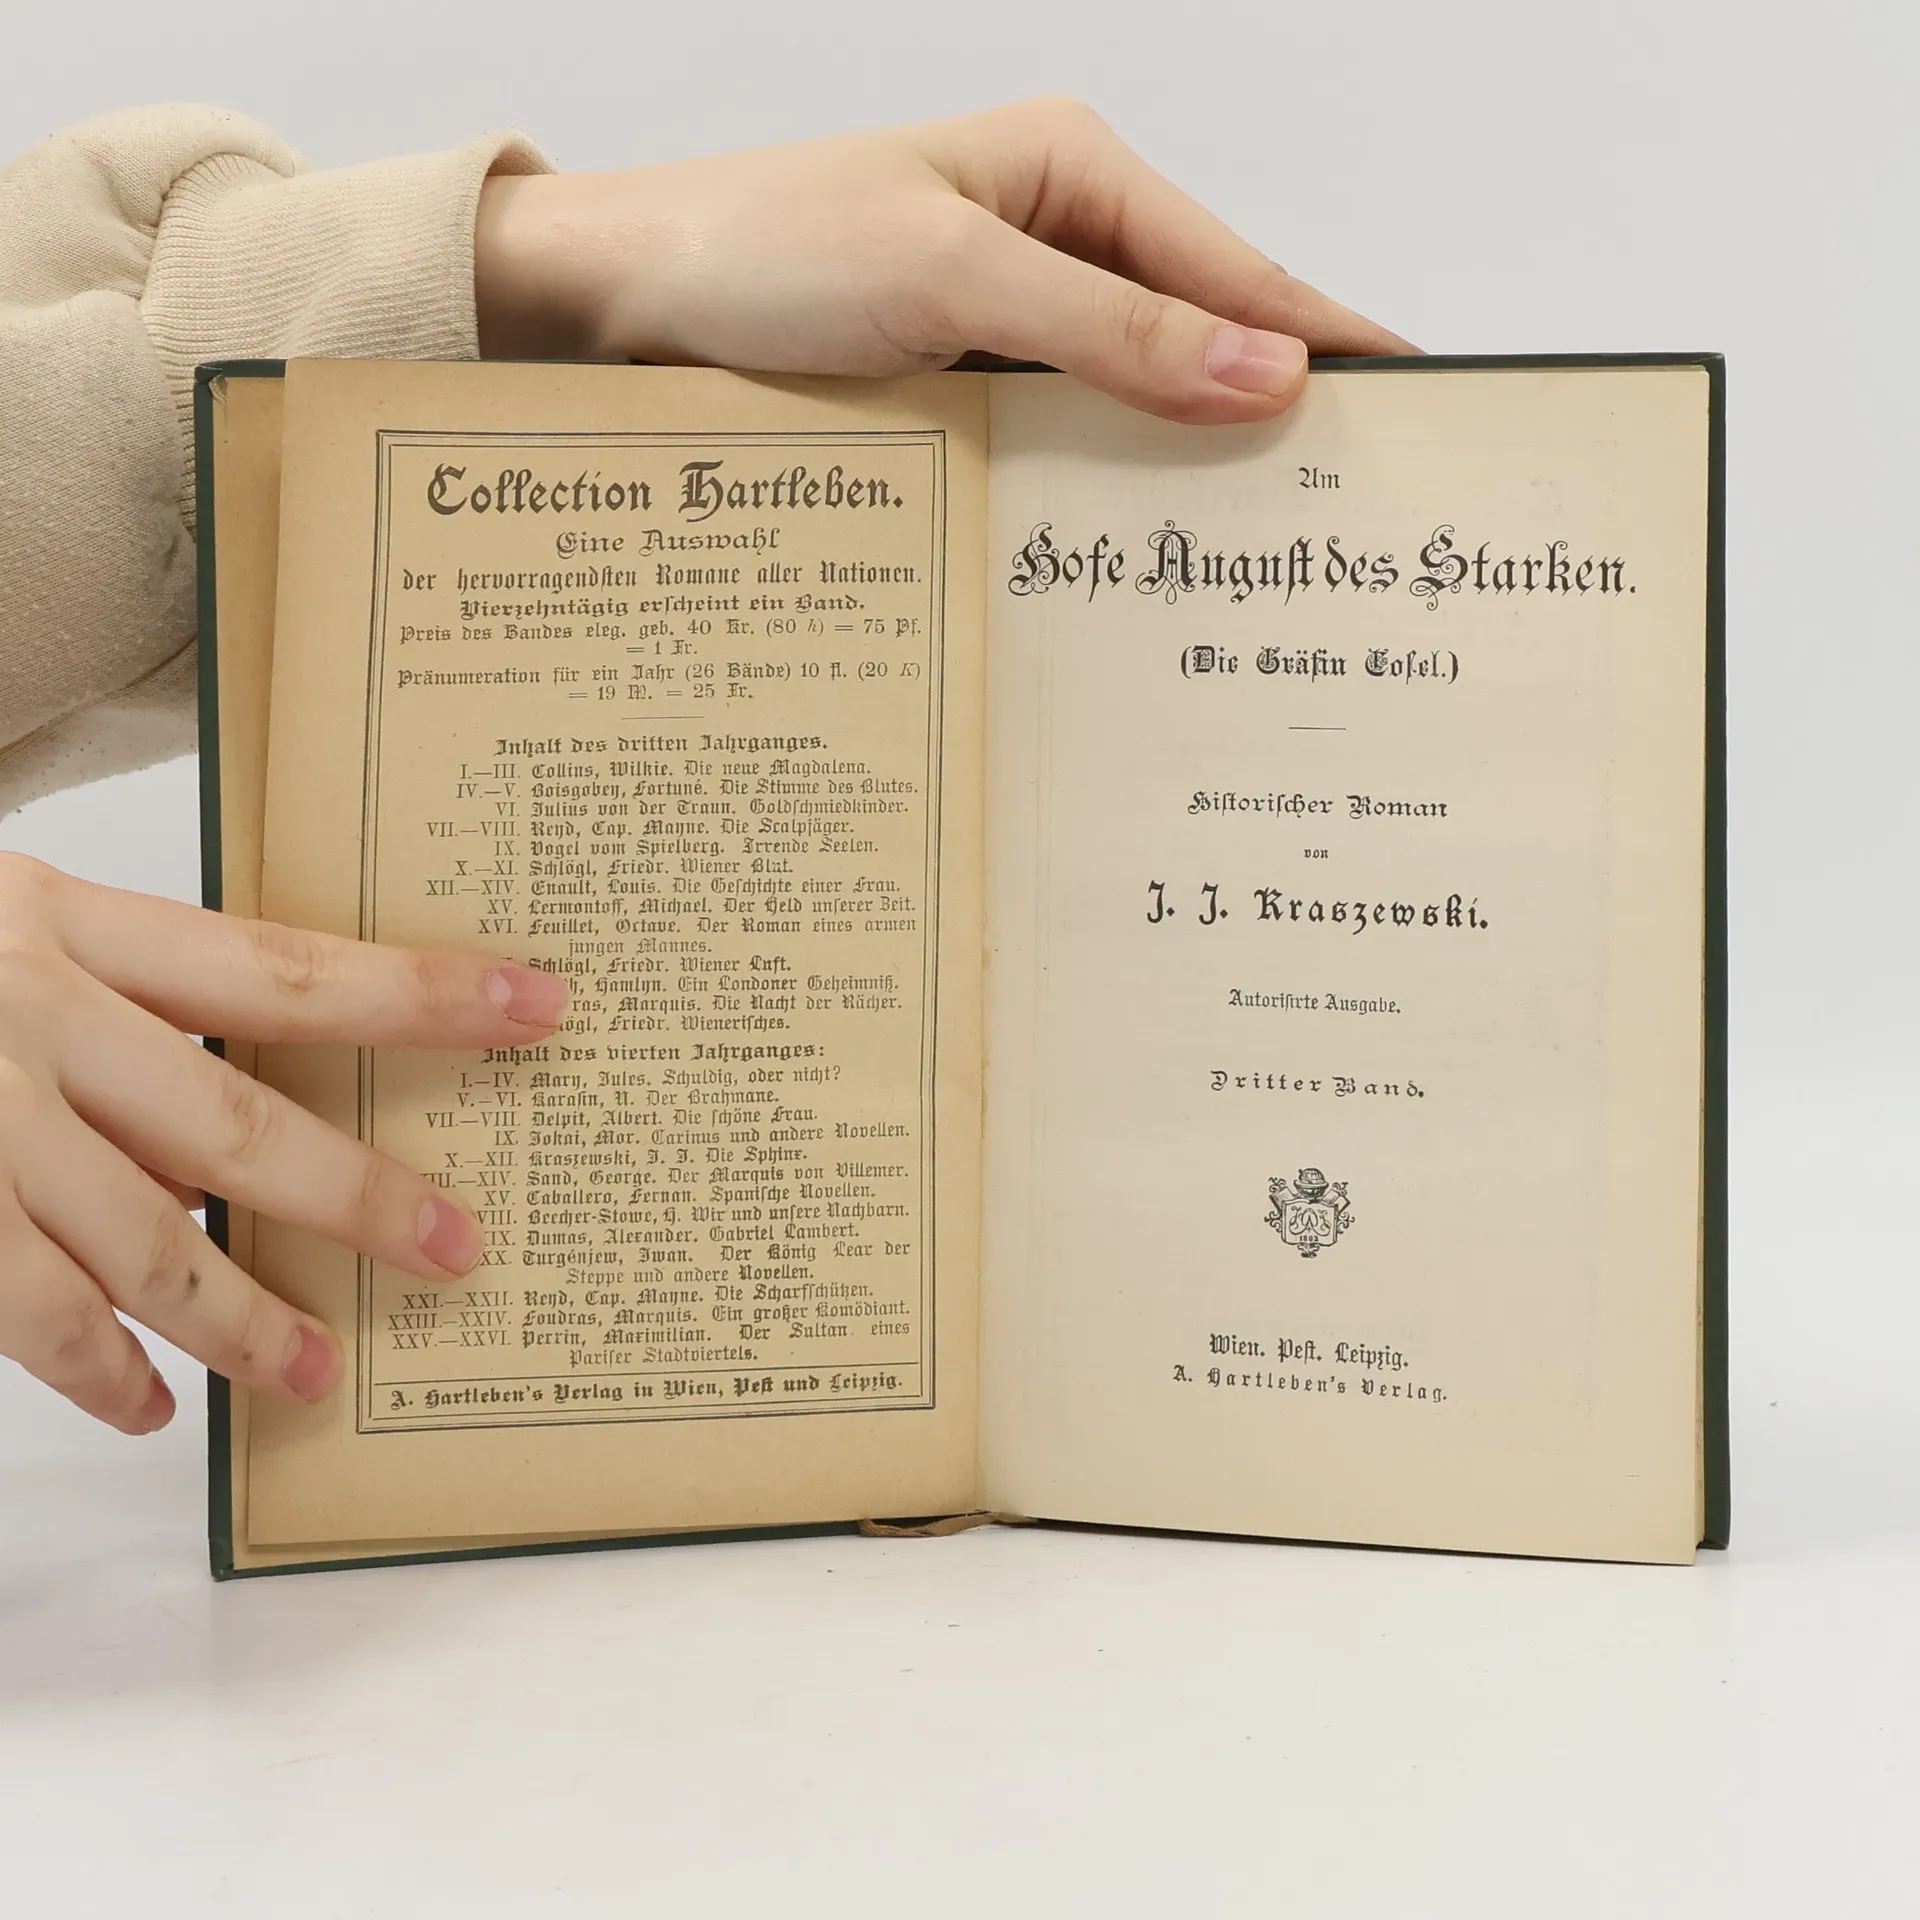 Collection Hartleben.
Eine Auswahl
der hervorragendsten Romane aller Nationen.
Vierzehntägig erscheint ein Band.
Preis des Bandes eleg. geb. 40 Kr. (80 h) = 75 Pf.
= 1 Fr.
Pränumeration für ein Jahr (26 Bände) 10 fl. (20 K)
= 19 M. = 25 Fr.
Inhalt des dritten Jahrganges.
I.—III. Collins, Wilkie. Die neue Magdalena.
IV.—V. Boisgobey, Fortuné. Die Stimme des Blutes.
VI. Julius von der Traun. Goldschmiedkinder.
VII.—VIII. Reyd, Cap. Mayne. Die Scalpjäger.
IX. Vogel vom Spielberg. Irrende Seelen.
X.—XI. Schlögl, Friedr. Wiener Blut.
XII.—XIV. Enault, Louis. Die Geschichte einer Frau.
XV. Lermontoff, Michael. Der Held unserer Zeit.
XVI. Feuillet, Octave. Der Roman eines armen
jungen Mannes.
Schlögl, Friedr. Wiener Luft.
Hamlyn. Ein Londoner Geheimniß.
Marquis. Die Nacht der Rächer.
Friedr. Wienerisches.
Inhalt des vierten Jahrganges:
I.—IV. Mary, Jules. Schuldig, oder nicht?
V.—VI. Karasin, N. Der Brahmane.
VII.—VIII. Delpit, Albert. Die schöne Frau.
IX. Jokai, Mor. Carinus und andere Novellen.
X.—XII. Kraszewski, J. J. Die Sphinx.
XIV. Sand, George. Der Marquis von Villemer.
XV. Caballero, Fernan. Spanische Novellen.
Beecher-Stowe, H. Wir und unsere Nachbarn.
Dumas, Alexander. Gabriel Lambert.
XX. Turgénjew, Iwan. Der König Lear der
Steppe und andere Novellen.
XXI.—XXII. Reyd, Cap. Mayne. Die Scharfschützen.
XXIII.—XXIV. Foudras, Marquis. Ein großer Komödiant.
XXV.—XXVI. Perrin, Maximilian. Der Sultan eines
Pariser Stadtviertels.
A. Hartleben's Verlag in Wien, Pest und Leipzig.
Am
Hofe August des Starken.
(Die Gräfin Cosel.)
Historischer Roman
von
J. J. Kraszewski.
Autorisirte Ausgabe.
Dritter Band.
1803
Wien. Pest. Leipzig.
A. Hartleben's Verlag.